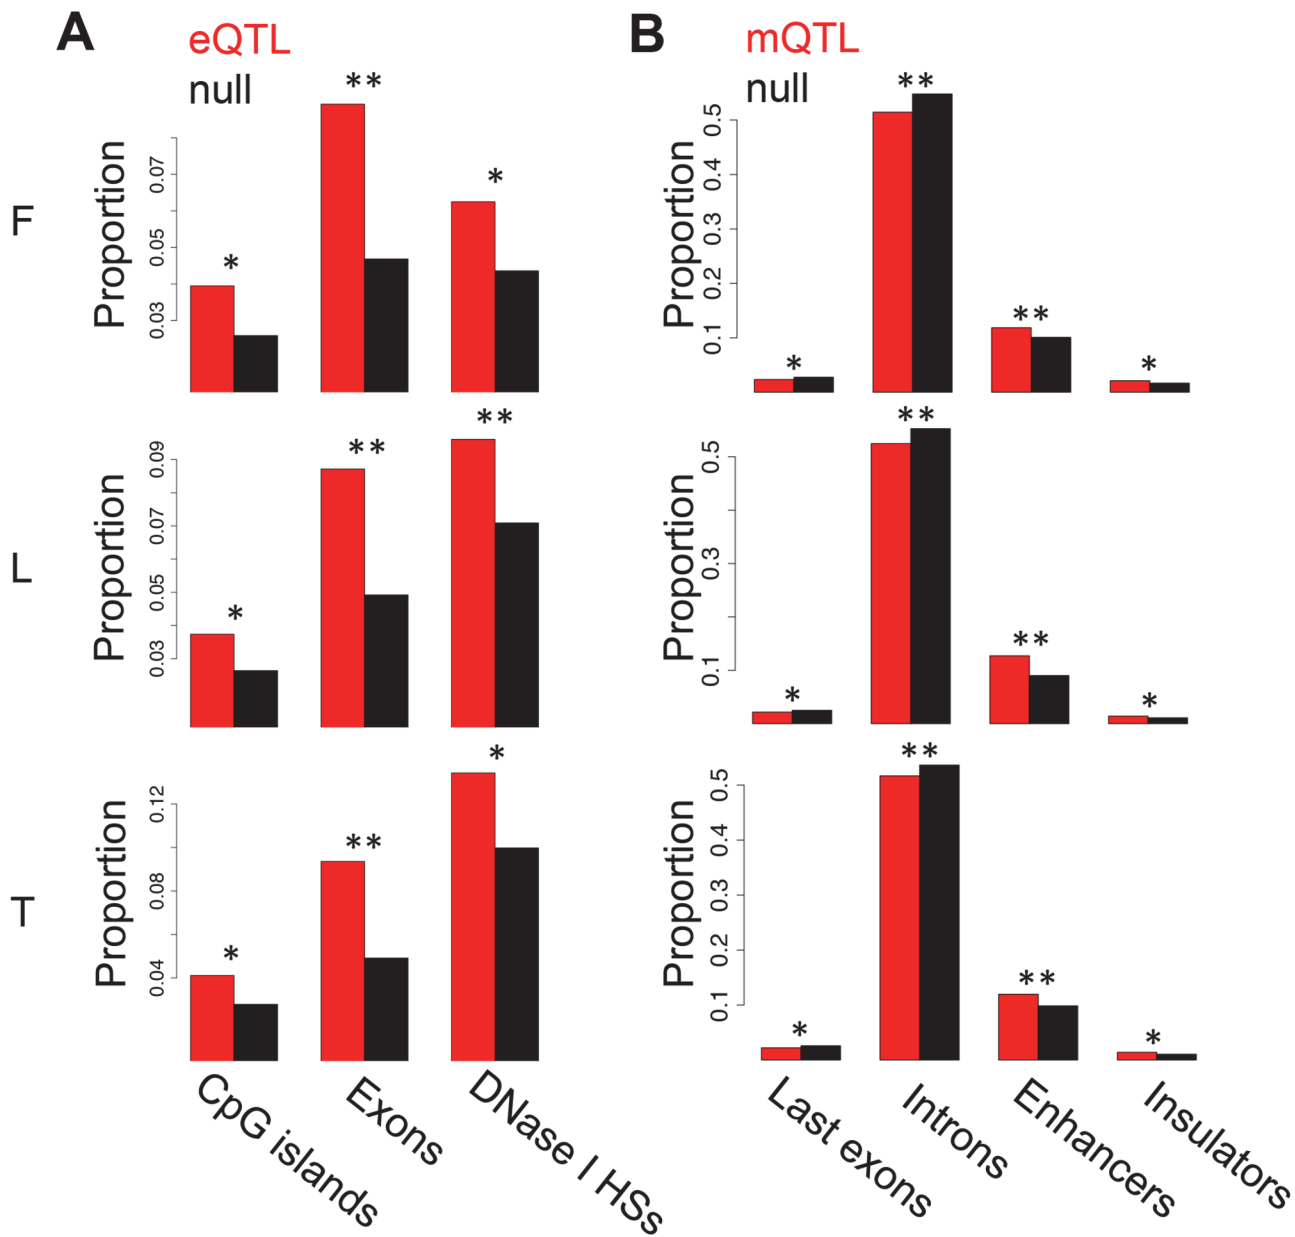 A
eQTL
null
**
*
*
Proportion
0.03
0.05
0.07
F
B
mQTL
null
**
**
*
*
Proportion
0.1
0.2
0.3
0.4
0.5
**
**
*
Proportion
0.03
0.05
0.07
0.09
L
**
**
*
*
Proportion
0.1
0.3
0.5
*
**
*
Proportion
0.04
0.08
0.12
T
**
**
*
*
Proportion
0.1
0.2
0.3
0.4
0.5
CpG islands
Exons
DNase I HSs
Last exons
Introns
Enhancers
Insulators